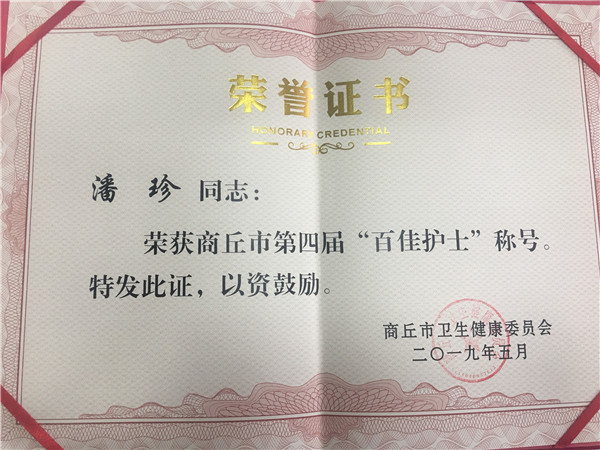 荣誉证书
HONORARY CREDENTIAL
潘珍同志：
荣获商丘市第四届“百佳护士”称号。
特发此证，以资鼓励。
商丘市卫生健康委员会
二〇一九年五月